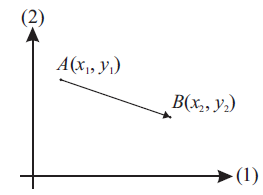 (2)
A(x₁, y₁)
B(x₂, y₂)
(1)